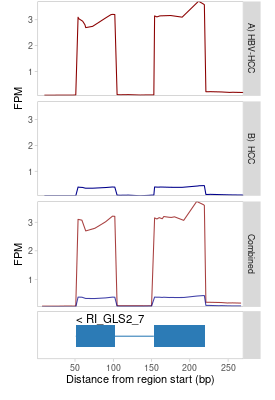 3
2
1
FPM
A) HBV-HCC
3
2
1
B) HCC
3
2
1
FPM
Combined
< RI_GLS2_7
50 100 150 200 250
Distance from region start (bp)